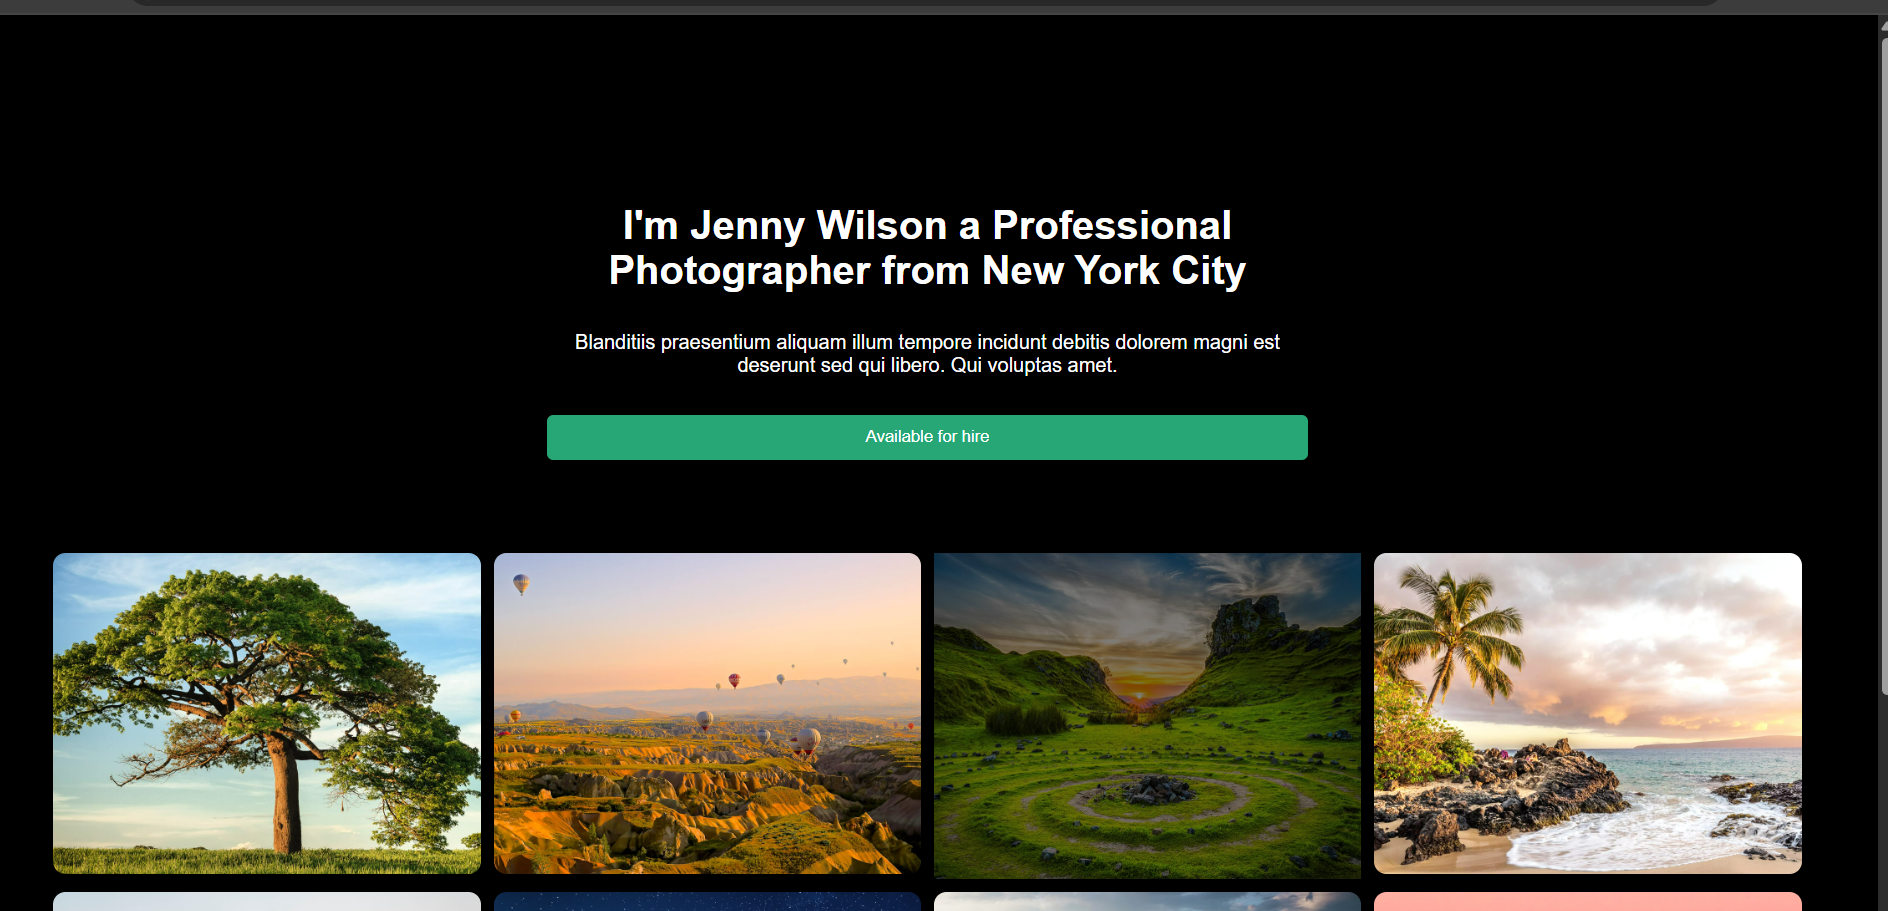 I'm Jenny Wilson a Professional
Photographer from New York City
Blanditiis praesentium aliquam illum tempore incidunt debitis dolorem magni est
deserunt sed qui libero. Qui voluptas amet.
Available for hire